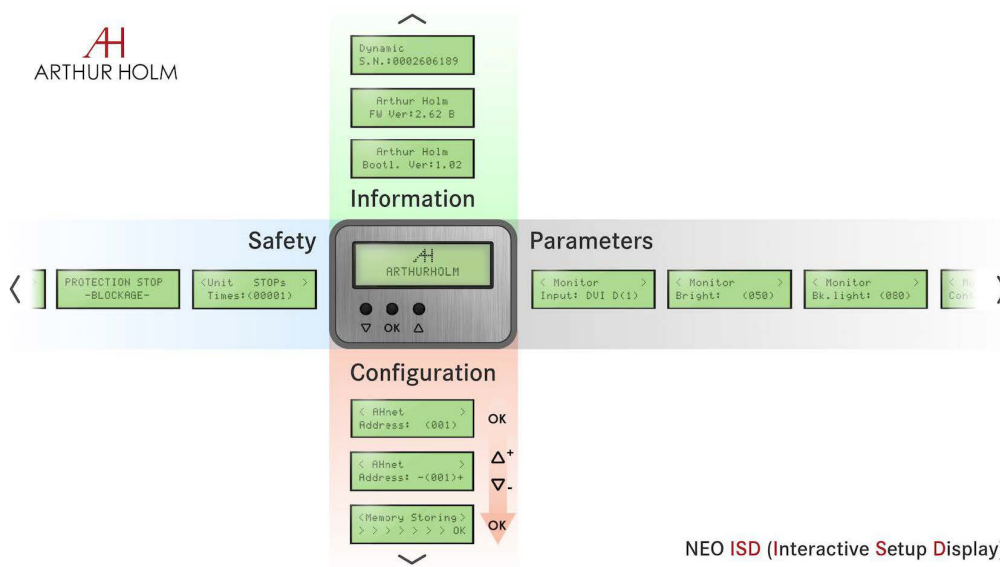 AH
ARTHUR HOLM
Dynamic
S.N.:0002606189
Arthur Holm
FW Ver:2.62 B
Arthur Holm
Bootl. Ver:1.02
Information
Safety
PROTECTION STOP
-BLOCKAGE-
<Unit STOPs >
Times:(00001)
AH
ARTHURHOLM
▽ OK △
Parameters
< Monitor >
Input: DVI D(1)
< Monitor >
Bright: (050)
< Monitor >
Bk.light: (080)
Configuration
< AHnet >
Address: (001)
OK
< AHnet >
Address: -(001)+
△+
▽-
<Memory Storing>
> > > > > > > OK
OK
NEO ISD (Interactive Setup Display)